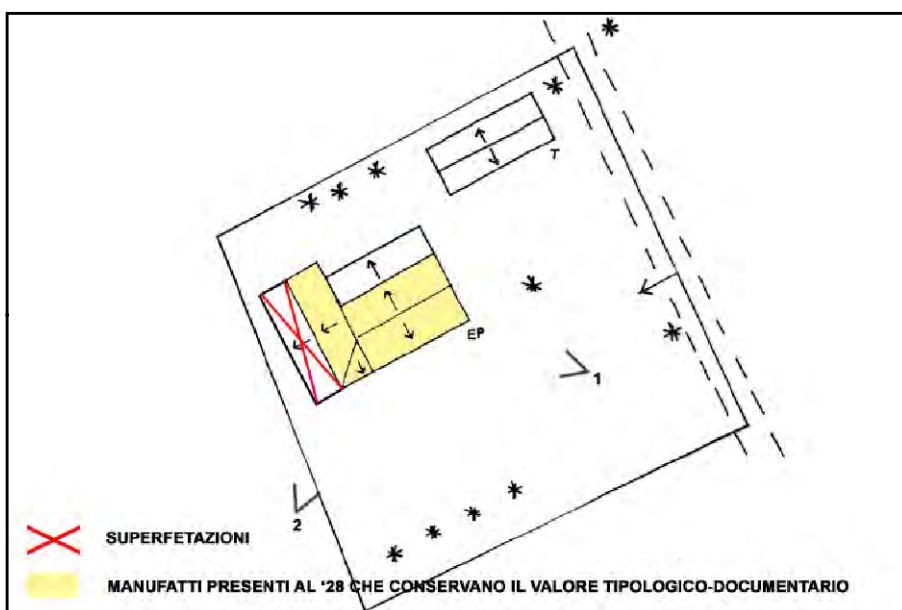 T
EP
1
2
SUPERFETAZIONI
MANUFATTI PRESENTI AL '28 CHE CONSERVANO IL VALORE TIPOLOGICO-DOCUMENTARIO